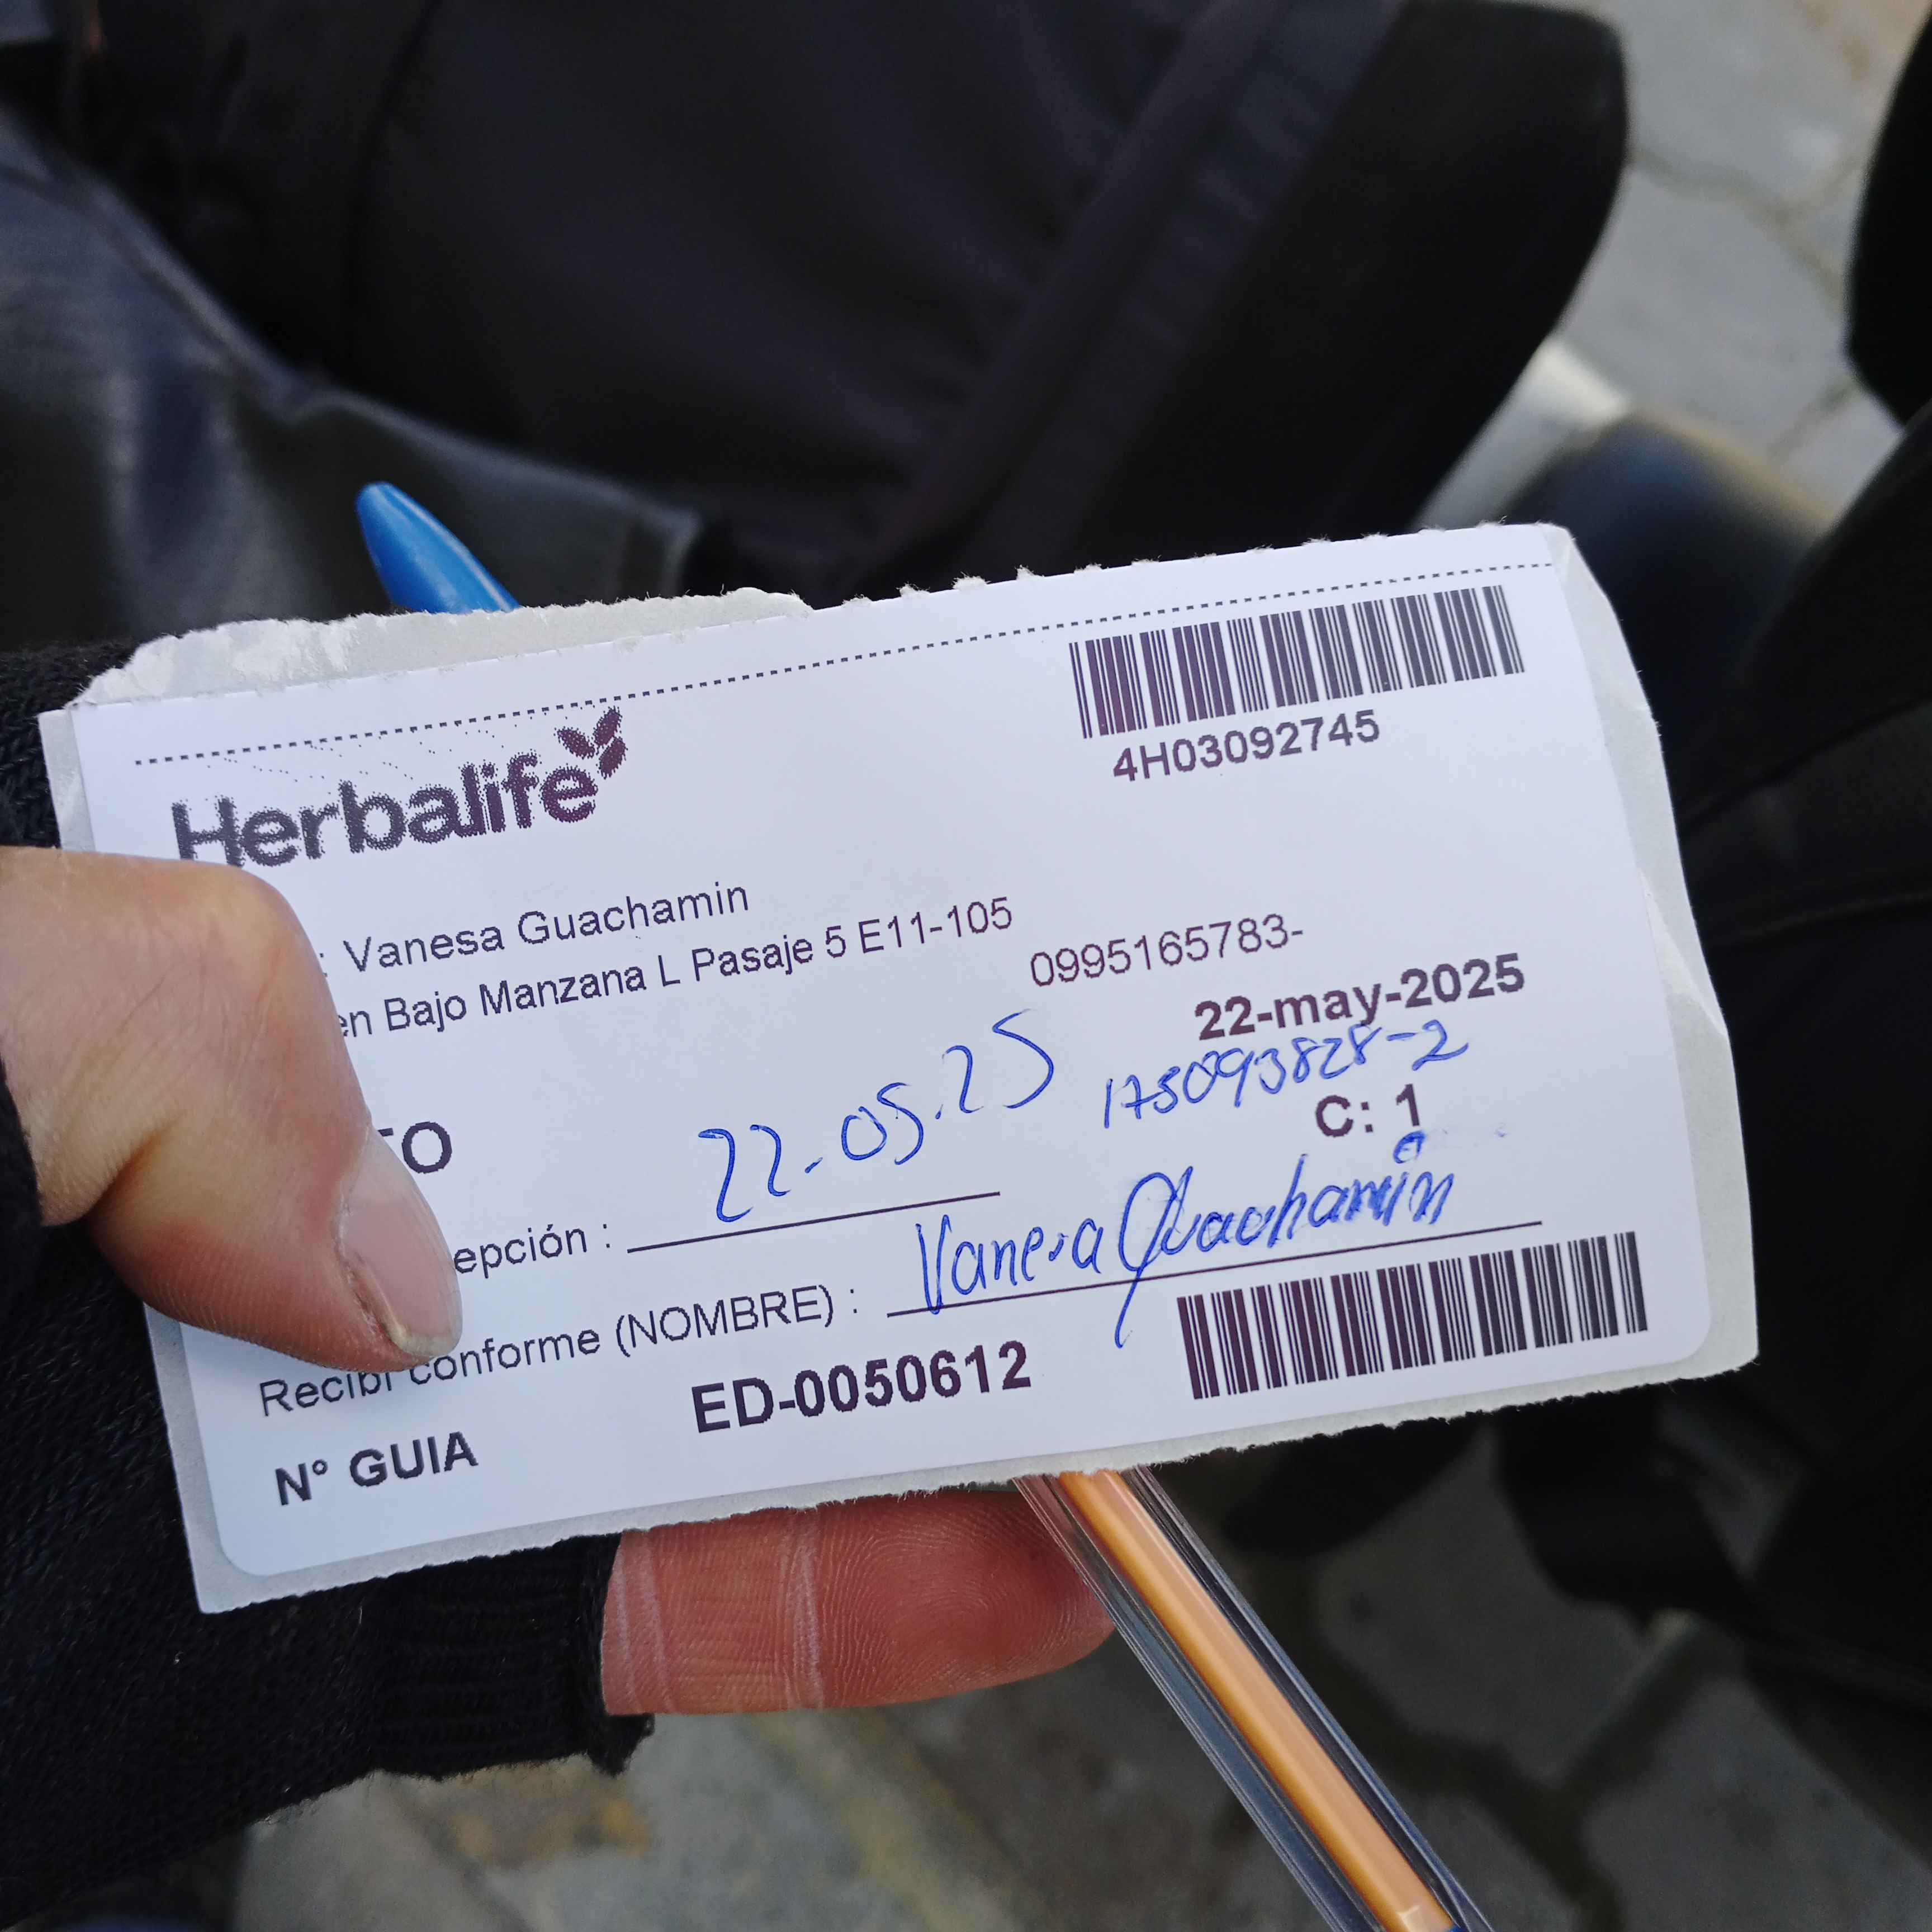 4H03092745
Herbalife
: Vanesa Guachamin
en Bajo Manzana L Pasaje 5 E11-105
0995165783-
22-may-2025
175093828-2
TO
C: 1
epción : 22-05-25
Recibi conforme (NOMBRE) : Vanesa Guachamin
N° GUIA ED-0050612